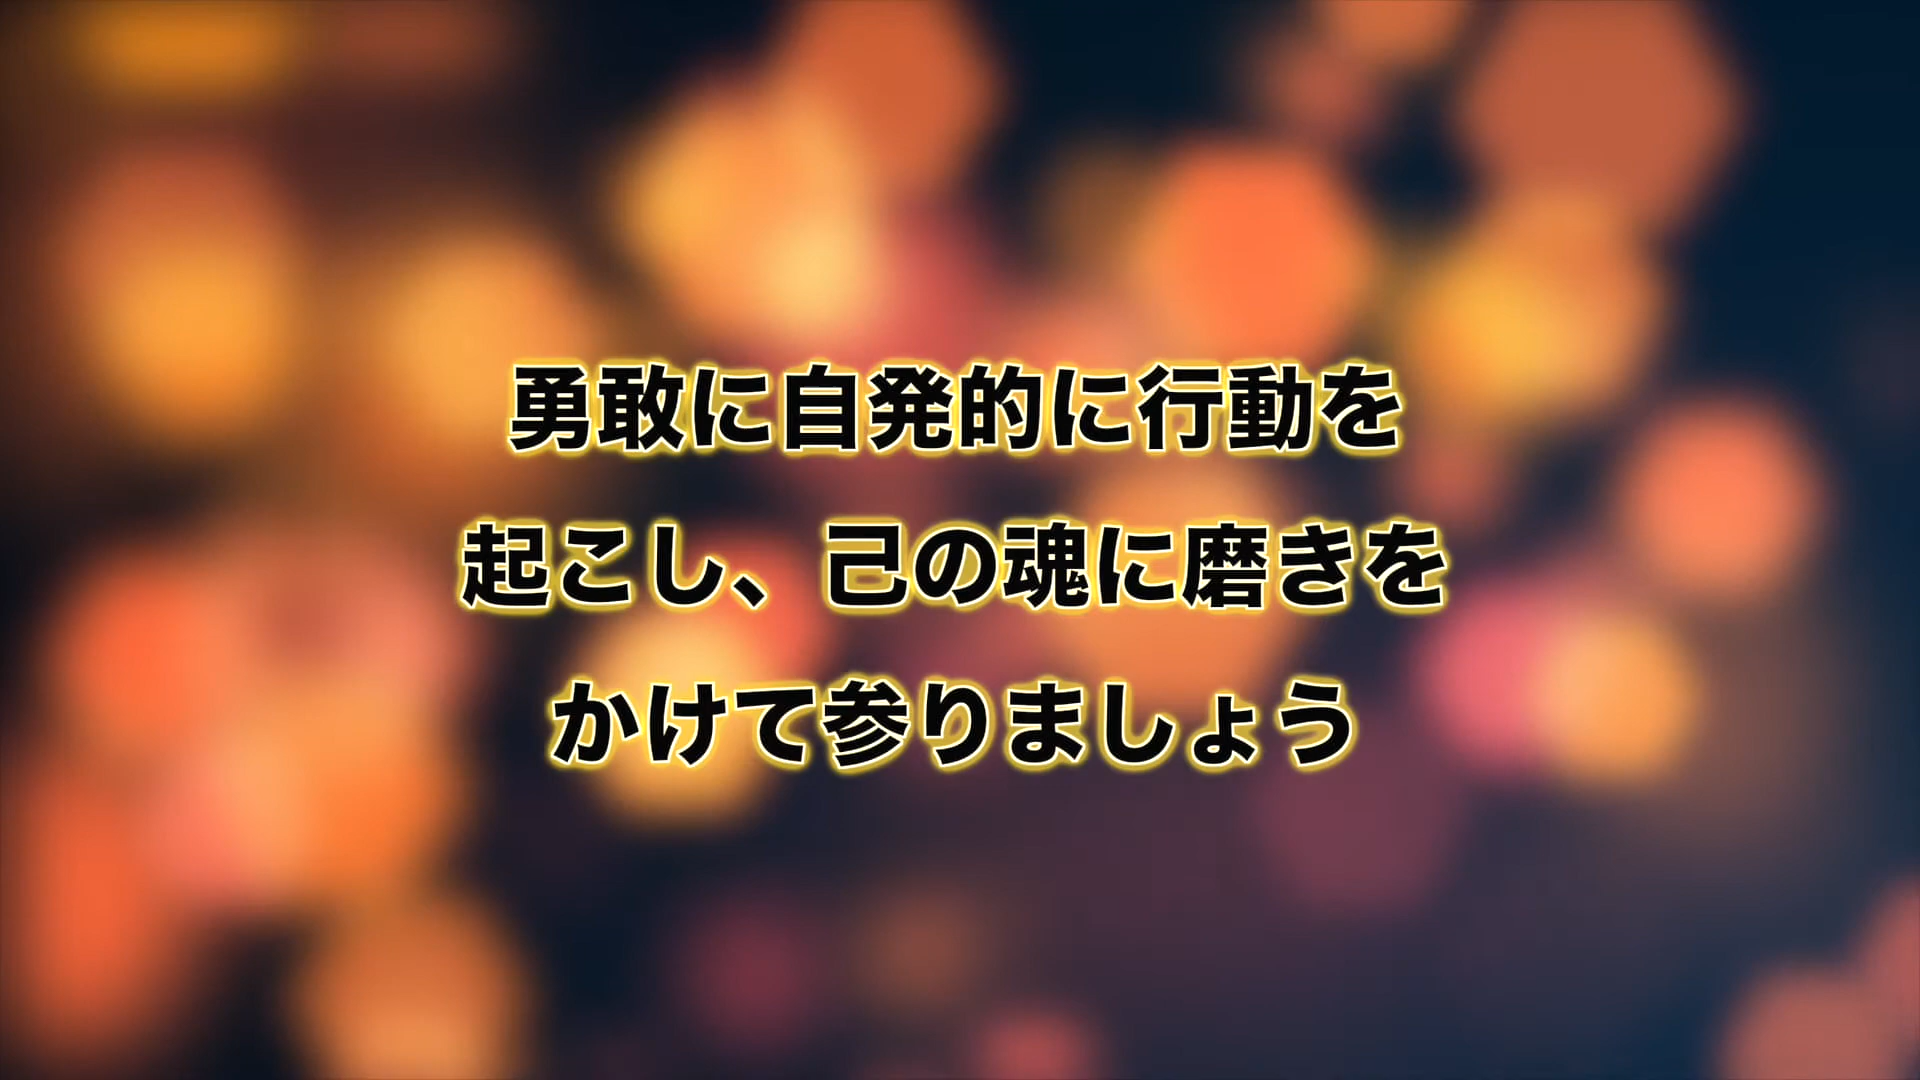 勇敢に自発的に行動を
起こし、己の魂に磨きを
かけて参りましょう